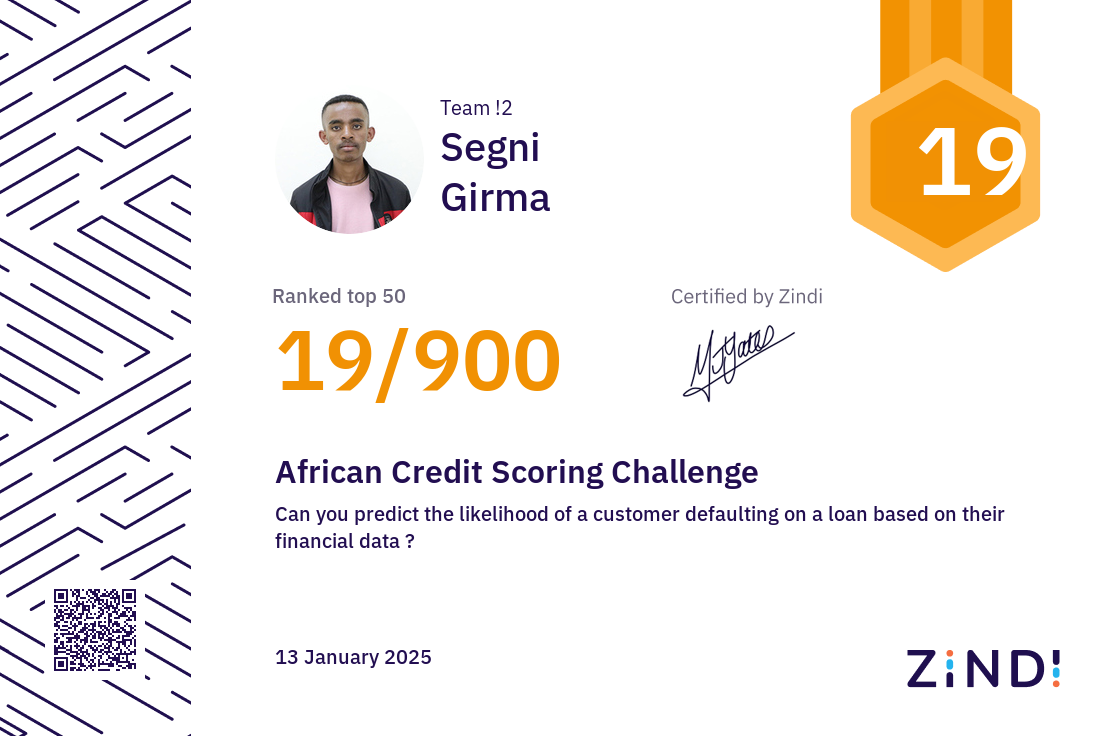 Team !2
Segni
Girma
19
Ranked top 50
19/900
Certified by Zindi
African Credit Scoring Challenge
Can you predict the likelihood of a customer defaulting on a loan based on their
financial data ?
13 January 2025
ZiNDI